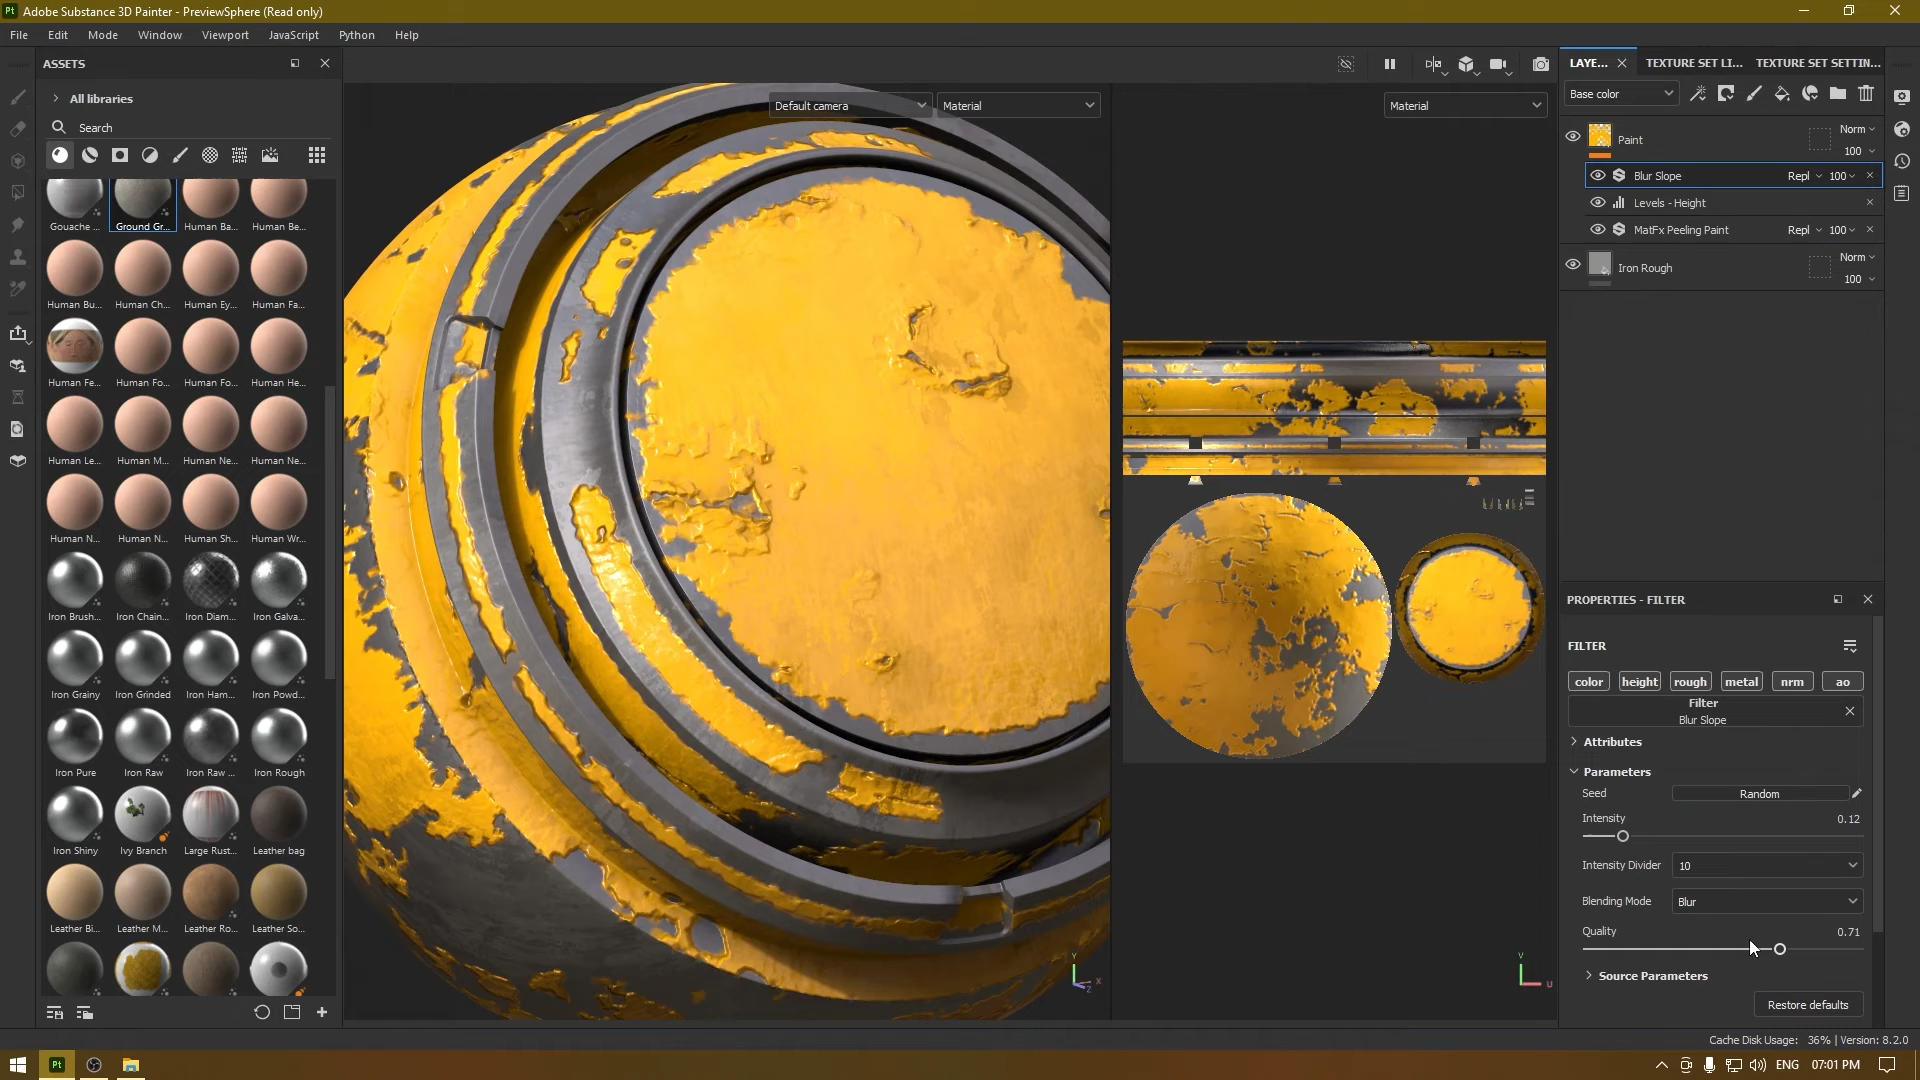 Pt Adobe Substance 3D Painter - PreviewSphere (Read only)
File Edit Mode Window Viewport JavaScript Python Help
ASSETS
All libraries
Search
Gouache ... Ground Gr... Human Ba... Human Be...
Human Bu... Human Ch... Human Ey... Human Fa...
Human Fe... Human Fo... Human Fo... Human He...
Human Le... Human M... Human Ne... Human Ne...
Human N... Human N... Human Sh... Human Wr...
Iron Brush... Iron Chain... Iron Diam... Iron Galva...
Iron Grainy Iron Grinded Iron Ham... Iron Powd...
Iron Pure Iron Raw Iron Raw ... Iron Rough
Iron Shiny Ivy Branch Large Rust... Leather bag
Leather Bi... Leather M... Leather Ro... Leather So...
Default camera
Material
Material
Y
X
Z
V
U
LAYE... TEXTURE SET LI... TEXTURE SET SETTIN...
Base color
Paint Norm
100
Blur Slope Repl 100
Levels - Height
MatFx Peeling Paint Repl 100
Iron Rough Norm
100
PROPERTIES - FILTER
FILTER
color height rough metal nrm ao
Filter
Blur Slope
Attributes
Parameters
Seed Random
Intensity 0.12
Intensity Divider 10
Blending Mode Blur
Quality 0.71
Source Parameters
Restore defaults
Cache Disk Usage: 36% | Version: 8.2.0
Pt
ENG 07:01 PM